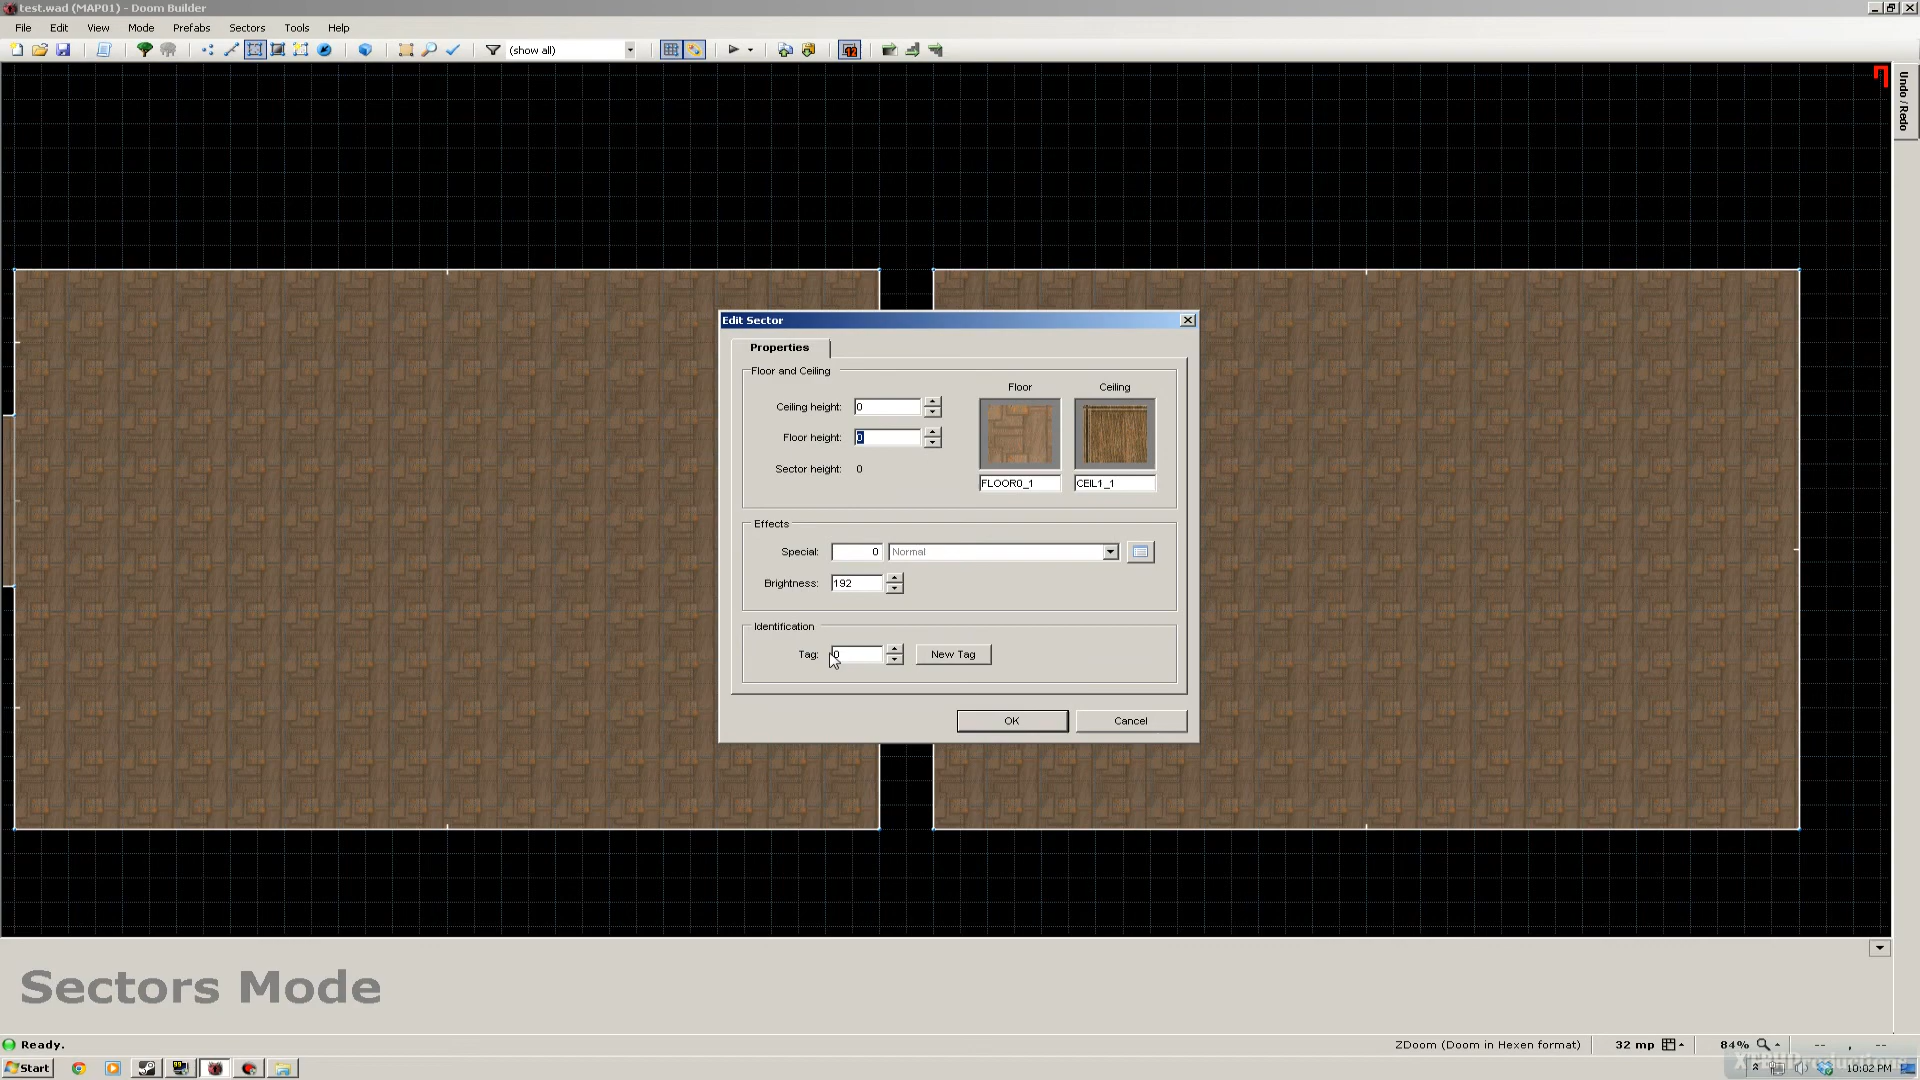 test.wad (MAP01) - Doom Builder
File Edit View Mode Prefabs Sectors Tools Help
(show all)
Undo / Redo
Edit Sector
Properties
Floor and Ceiling
Floor Ceiling
Ceiling height: 0
Floor height: 0
Sector height: 0
FLOOR0_1 CEIL1_1
Effects
Special: 0 Normal
Brightness: 192
Identification
Tag: 0 New Tag
OK Cancel
Sectors Mode
Ready.
ZDoom (Doom in Hexen format) 32 mp 84% -- , --
Start 10:02 PM